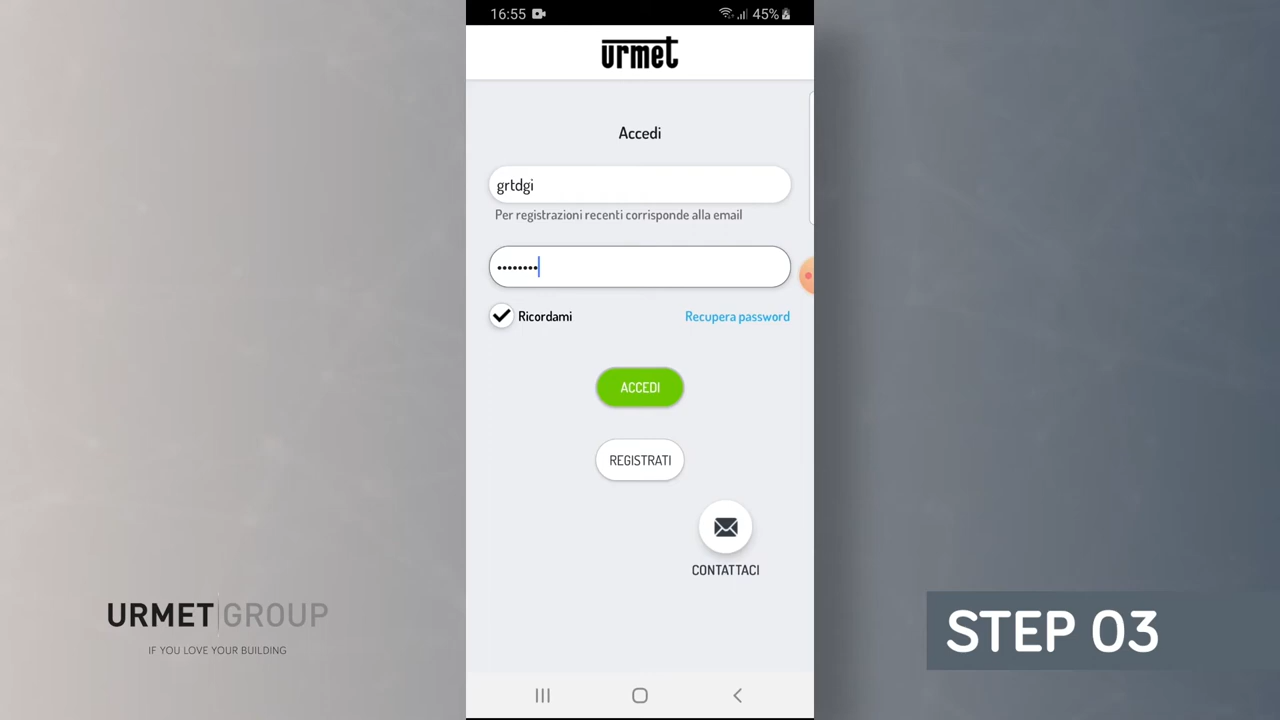 16:55
45%
urmet
Accedi
grtdgi
Per registrazioni recenti corrisponde alla email
••••••••
Ricordami
Recupera password
ACCEDI
REGISTRATI
CONTATTACI
URMET GROUP
IF YOU LOVE YOUR BUILDING
STEP 03